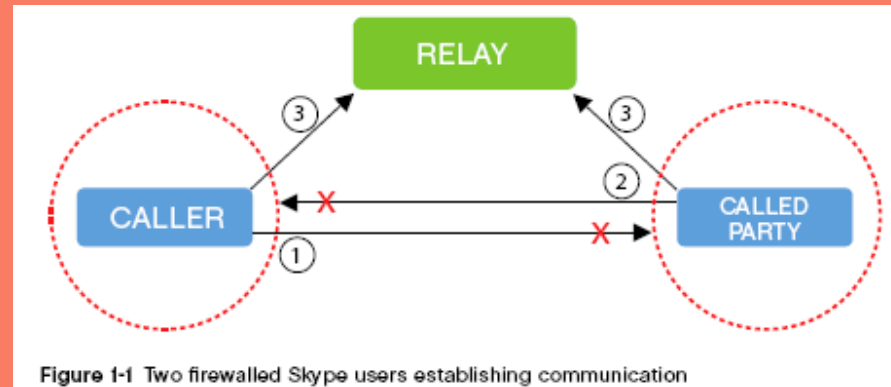 RELAY
3
3
2
X
CALLER
CALLED
PARTY
X
1
Figure 1-1 Two firewalled Skype users establishing communication